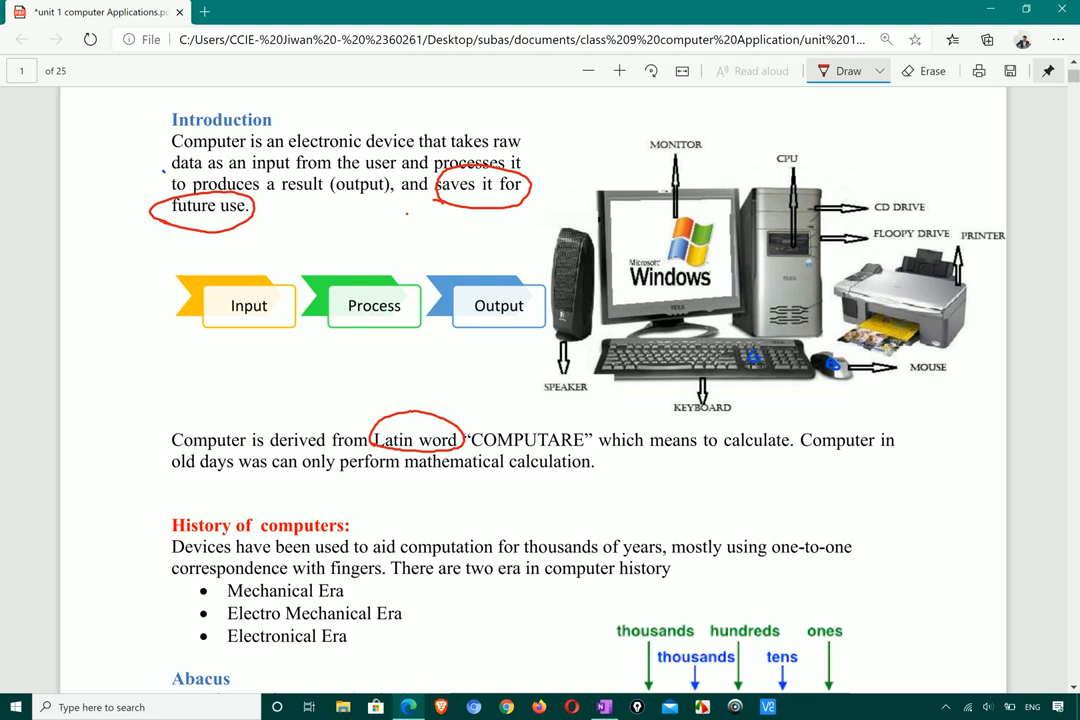 *unit 1 computer Applications.pc
File C:/Users/CCIE-%20Jiwan%20-%20%2360261/Desktop/subas/documents/class%209%20computer%20Application/unit%201...
1 of 25 Read aloud Draw Erase
Introduction
Computer is an electronic device that takes raw
data as an input from the user and processes it
to produces a result (output), and saves it for
future use.
MONITOR
CPU
CD DRIVE
FLOOPY DRIVE
PRINTER
Microsoft
Windows
Input Process Output
MOUSE
SPEAKER
KEYBOARD
Computer is derived from Latin word “COMPUTARE” which means to calculate. Computer in
old days was can only perform mathematical calculation.
History of computers:
Devices have been used to aid computation for thousands of years, mostly using one-to-one
correspondence with fingers. There are two era in computer history
• Mechanical Era
• Electro Mechanical Era
• Electronical Era
thousands hundreds ones
thousands tens
Abacus
Type here to search
ENG